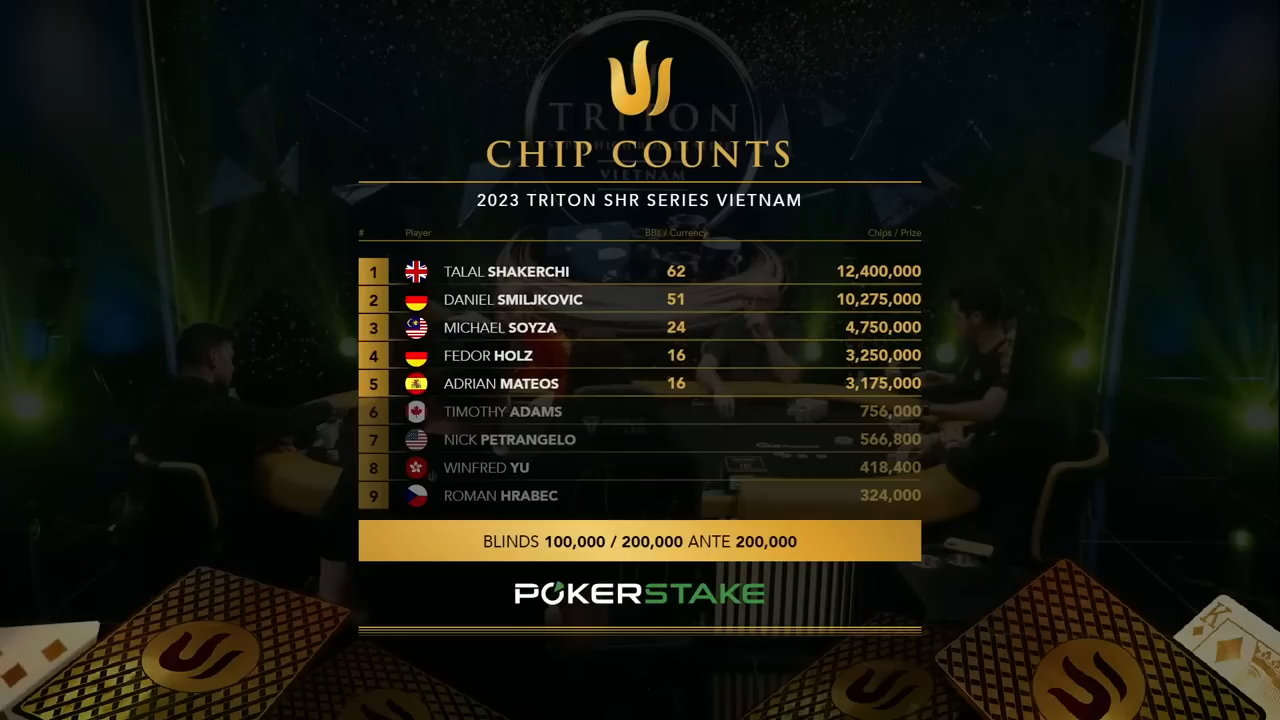 TRITON
VIETNAM
CHIP COUNTS
2023 TRITON SHR SERIES VIETNAM
# Player BBs / Currency Chips / Prize
1 TALAL SHAKERCHI 62 12,400,000
2 DANIEL SMILJKOVIC 51 10,275,000
3 MICHAEL SOYZA 24 4,750,000
4 FEDOR HOLZ 16 3,250,000
5 ADRIAN MATEOS 16 3,175,000
6 TIMOTHY ADAMS 756,000
7 NICK PETRANGELO 566,800
8 WINFRED YU 418,400
9 ROMAN HRABEC 324,000
BLINDS 100,000 / 200,000 ANTE 200,000
POKERSTAKE
K